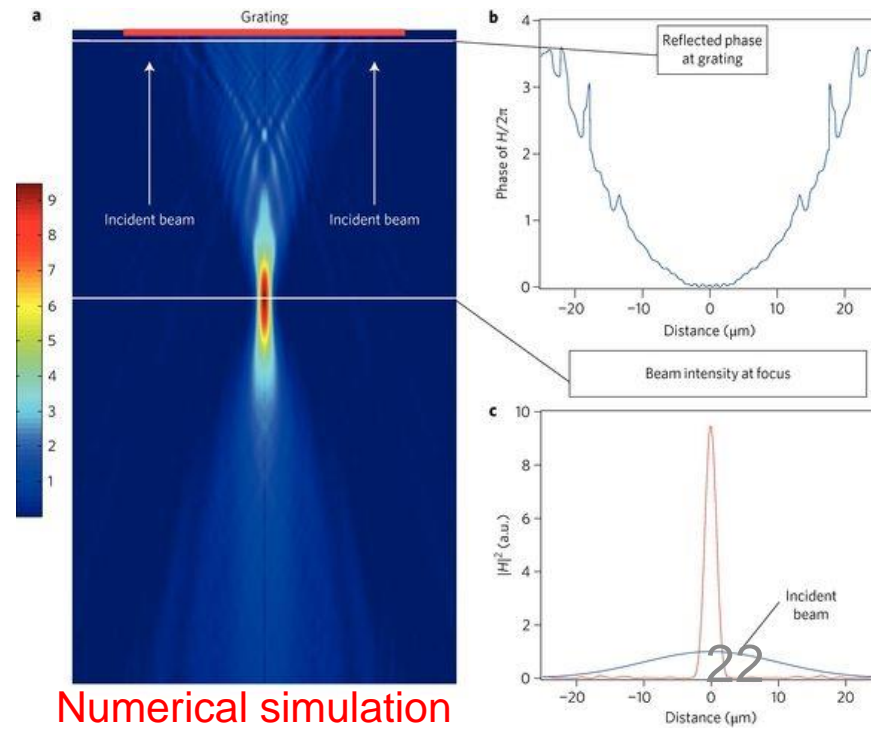 a
Grating
Incident beam
Incident beam
9
8
7
6
5
4
3
2
1
Numerical simulation
b
Reflected phase
at grating
Phase of H/2π
4
3
2
1
0
−20
−10
0
10
20
Distance (μm)
Beam intensity at focus
c
|H|² (a.u.)
10
8
6
4
2
0
Incident
beam
22
−20
−10
0
10
20
Distance (μm)